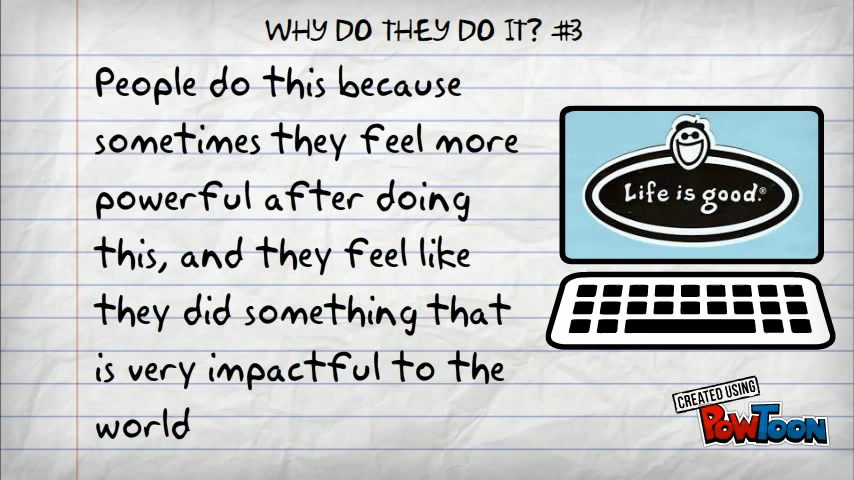 WHY DO THEY DO IT? #3
People do this because
sometimes they feel more
powerful after doing
this, and they feel like
they did something that
is very impactful to the
world
Life is good.®
CREATED USING
POWTOON